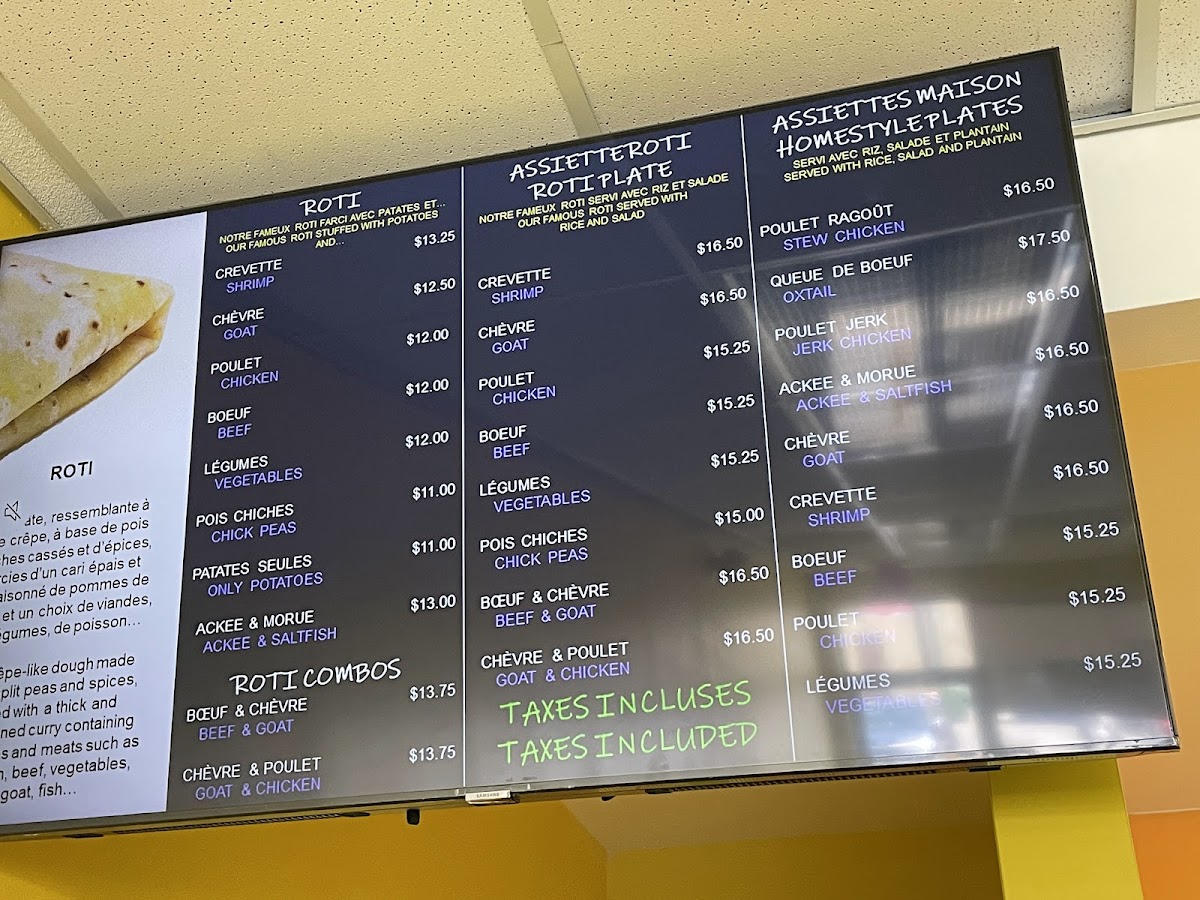 ROTI
ate, ressemblante à
e crêpe, à base de pois
ches cassés et d'épices,
rcies d'un cari épais et
aisonné de pommes de
et un choix de viandes,
égumes, de poisson...
êpe-like dough made
plit peas and spices,
ed with a thick and
ned curry containing
s and meats such as
n, beef, vegetables,
goat, fish...
ROTI
NOTRE FAMEUX ROTI FARCI AVEC PATATES ET...
OUR FAMOUS ROTI STUFFED WITH POTATOES
AND...
$13.25
CREVETTE
SHRIMP
$12.50
CHÈVRE
GOAT
$12.00
POULET
CHICKEN
$12.00
BOEUF
BEEF
$12.00
LÉGUMES
VEGETABLES
$11.00
POIS CHICHES
CHICK PEAS
$11.00
PATATES SEULES
ONLY POTATOES
$13.00
ACKEE & MORUE
ACKEE & SALTFISH
ROTI COMBOS
$13.75
BŒUF & CHÈVRE
BEEF & GOAT
$13.75
CHÈVRE & POULET
GOAT & CHICKEN
ASSIETTE ROTI
ROTI PLATE
NOTRE FAMEUX ROTI SERVI AVEC RIZ ET SALADE
OUR FAMOUS ROTI SERVED WITH
RICE AND SALAD
$16.50
CREVETTE
SHRIMP
$16.50
CHÈVRE
GOAT
$15.25
POULET
CHICKEN
$15.25
BOEUF
BEEF
$15.25
LÉGUMES
VEGETABLES
$15.00
POIS CHICHES
CHICK PEAS
$16.50
BŒUF & CHÈVRE
BEEF & GOAT
$16.50
CHÈVRE & POULET
GOAT & CHICKEN
TAXES INCLUSES
TAXES INCLUDED
ASSIETTES MAISON
HOMESTYLE PLATES
SERVI AVEC RIZ, SALADE ET PLANTAIN
SERVED WITH RICE, SALAD AND PLANTAIN
$16.50
POULET RAGOÛT
STEW CHICKEN
$17.50
QUEUE DE BOEUF
OXTAIL
$16.50
POULET JERK
JERK CHICKEN
$16.50
ACKEE & MORUE
ACKEE & SALTFISH
$16.50
CHÈVRE
GOAT
$16.50
CREVETTE
SHRIMP
$15.25
BOEUF
BEEF
$15.25
POULET
CHICKEN
$15.25
LÉGUMES
VEGETABLES
SAMSUNG